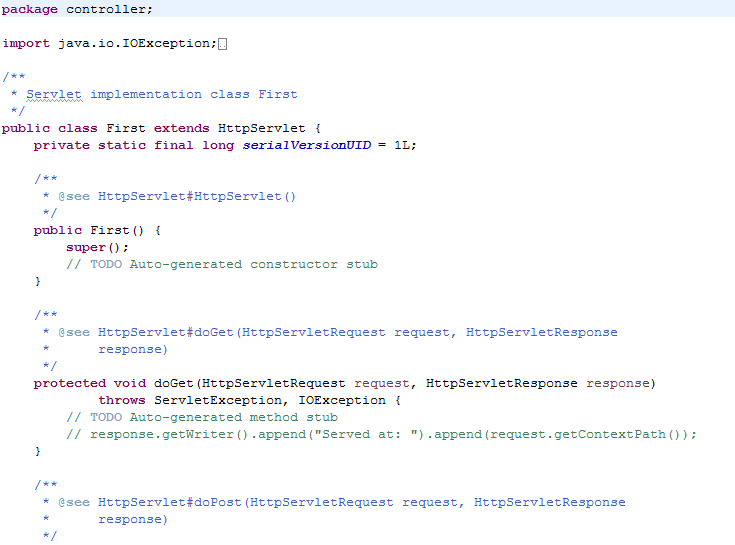 package controller;
import java.io.IOException;
/**
 * Servlet implementation class First
 */
public class First extends HttpServlet {
    private static final long serialVersionUID = 1L;
    /**
     * @see HttpServlet#HttpServlet()
     */
    public First() {
        super();
        // TODO Auto-generated constructor stub
    }
    /**
     * @see HttpServlet#doGet(HttpServletRequest request, HttpServletResponse
     *      response)
     */
    protected void doGet(HttpServletRequest request, HttpServletResponse response)
            throws ServletException, IOException {
        // TODO Auto-generated method stub
        // response.getWriter().append("Served at: ").append(request.getContextPath());
    }
    /**
     * @see HttpServlet#doPost(HttpServletRequest request, HttpServletResponse
     *      response)
     */